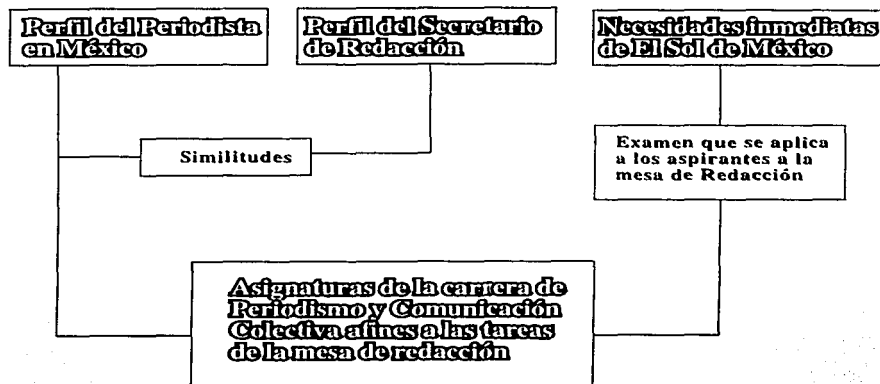 Perfil del Periodista
en México
Perfil del Secretario
de Redacción
Necesidades inmediatas
de El Sol de México
Similitudes
Examen que se aplica
a los aspirantes a la
mesa de Redacción
Asignaturas de la carrera de
Periodismo y Comunicación
Colectiva afines a las tareas
de la mesa de redacción